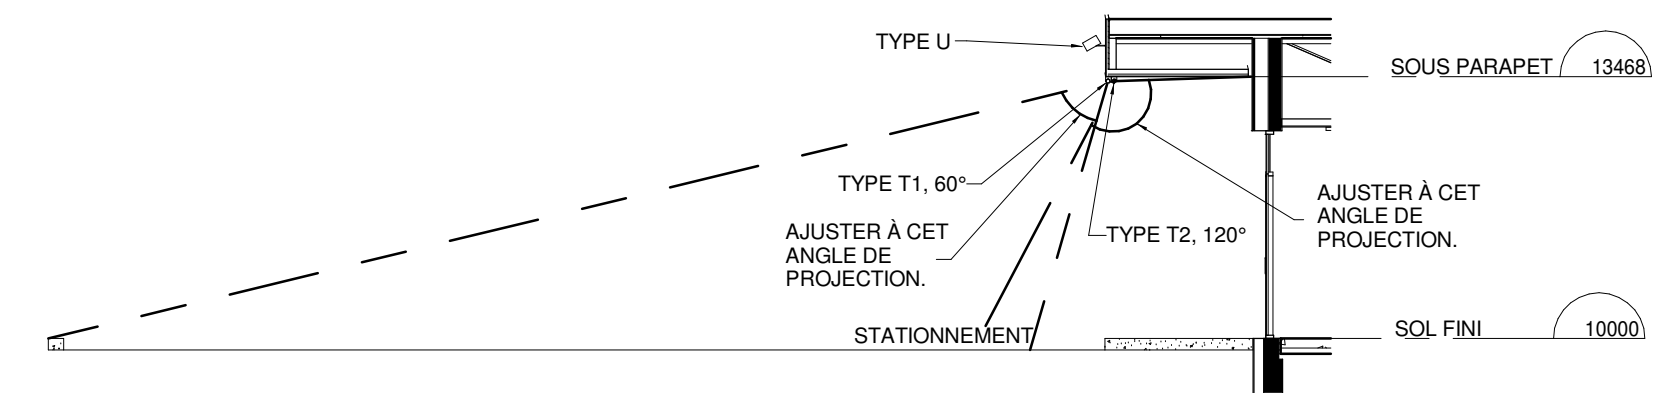 TYPE U
SOUS PARAPET 13468
TYPE T1, 60°
AJUSTER À CET
ANGLE DE
PROJECTION.
TYPE T2, 120°
AJUSTER À CET
ANGLE DE
PROJECTION.
STATIONNEMENT
SOL FINI 10000